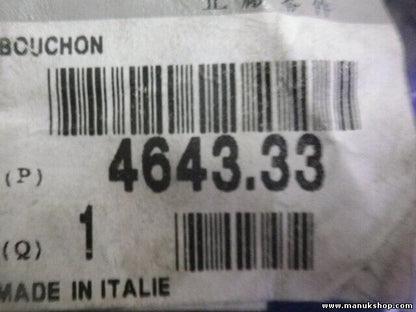 BOUCHON
(P) 4643.33
(Q) 1
MADE IN ITALIE
www.manukshop.com